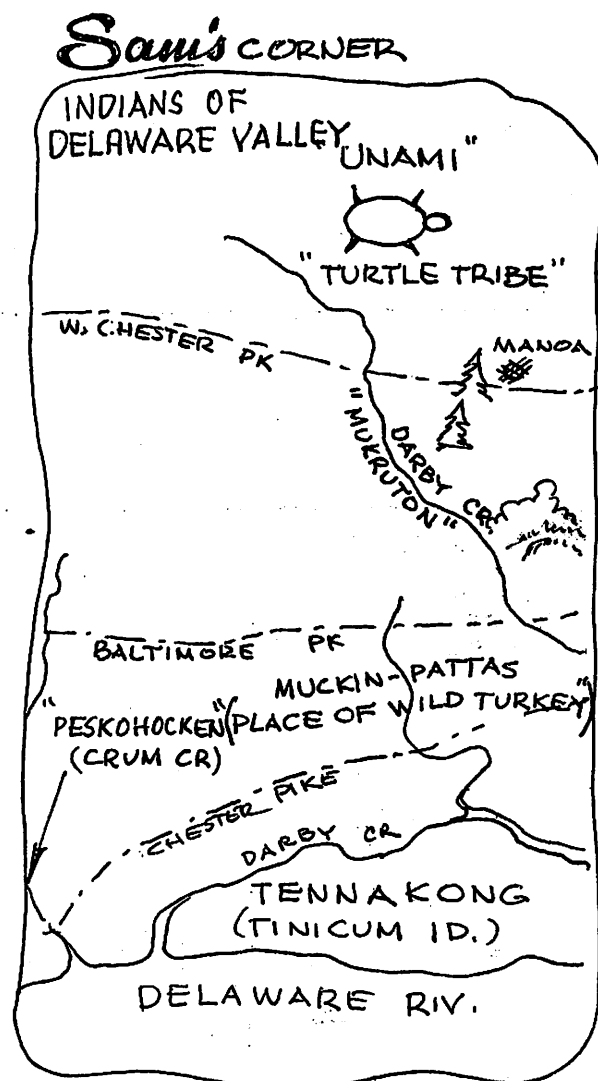 Sam's CORNER
INDIANS OF
DELAWARE VALLEY
"UNAMI"
"TURTLE TRIBE"
W. CHESTER PK
MANOA
"MUKRUTON"
DARBY CR.
BALTIMORE PK
MUCKIN-PATTAS
(PLACE OF WILD TURKEY")
"PESKOHOCKEN"
(CRUM CR)
CHESTER PIKE
DARBY CR
TENNAKONG
(TINICUM ID.)
DELAWARE RIV.